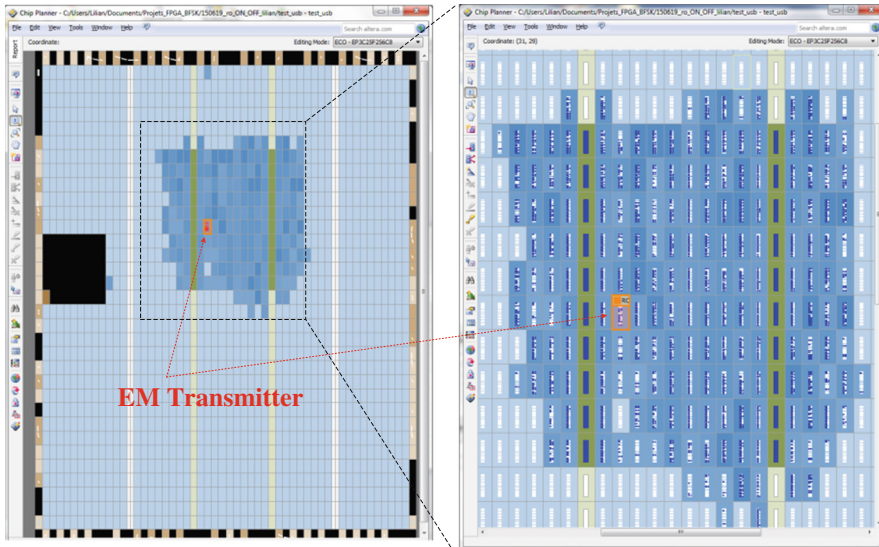 Chip Planner - C:/Users/Lilian/Documents/Projets_FPGA_BFSK/150619_ro_ON_OFF_lilian/test_usb - test_usb
File Edit View Tools Window Help
Search altera.com
Report
Coordinate:
Editing Mode: ECO - EP3C25F256C8
EM Transmitter
Chip Planner - C:/Users/Lilian/Documents/Projets_FPGA_BFSK/150619_ro_ON_OFF_lilian/test_usb - test_usb
File Edit View Tools Window Help
Search altera.com
Coordinate: (31, 29)
Editing Mode: ECO - EP3C25F256C8